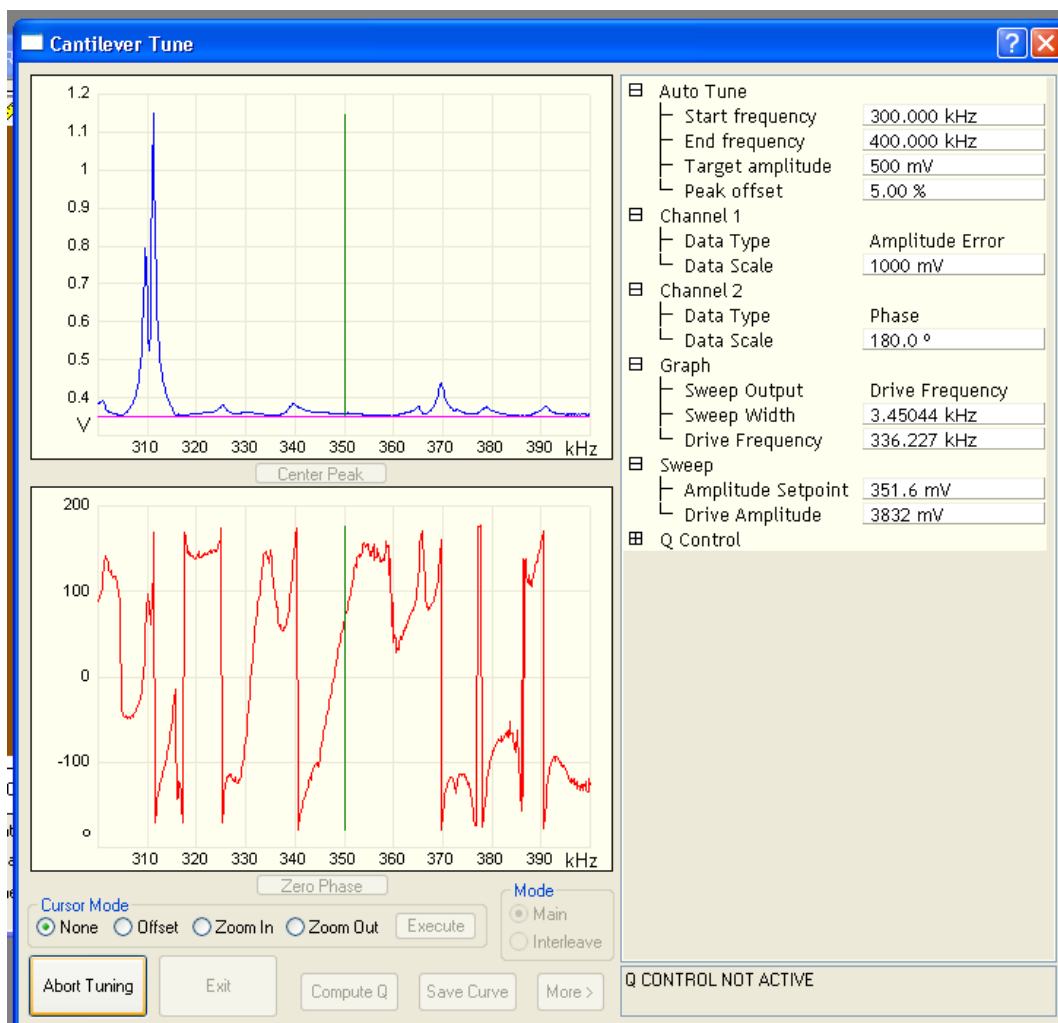 Cantilever Tune
1.2
1.1
1
0.9
0.8
0.7
0.6
0.5
0.4
V
310 320 330 340 350 360 370 380 390 kHz
Center Peak
200
100
0
-100
o
310 320 330 340 350 360 370 380 390 kHz
Zero Phase
Cursor Mode
None Offset Zoom In Zoom Out Execute
Mode
Main
Interleave
Abort Tuning Exit Compute Q Save Curve More >
Auto Tune
Start frequency 300.000 kHz
End frequency 400.000 kHz
Target amplitude 500 mV
Peak offset 5.00 %
Channel 1
Data Type Amplitude Error
Data Scale 1000 mV
Channel 2
Data Type Phase
Data Scale 180.0 º
Graph
Sweep Output Drive Frequency
Sweep Width 3.45044 kHz
Drive Frequency 336.227 kHz
Sweep
Amplitude Setpoint 351.6 mV
Drive Amplitude 3832 mV
Q Control
Q CONTROL NOT ACTIVE